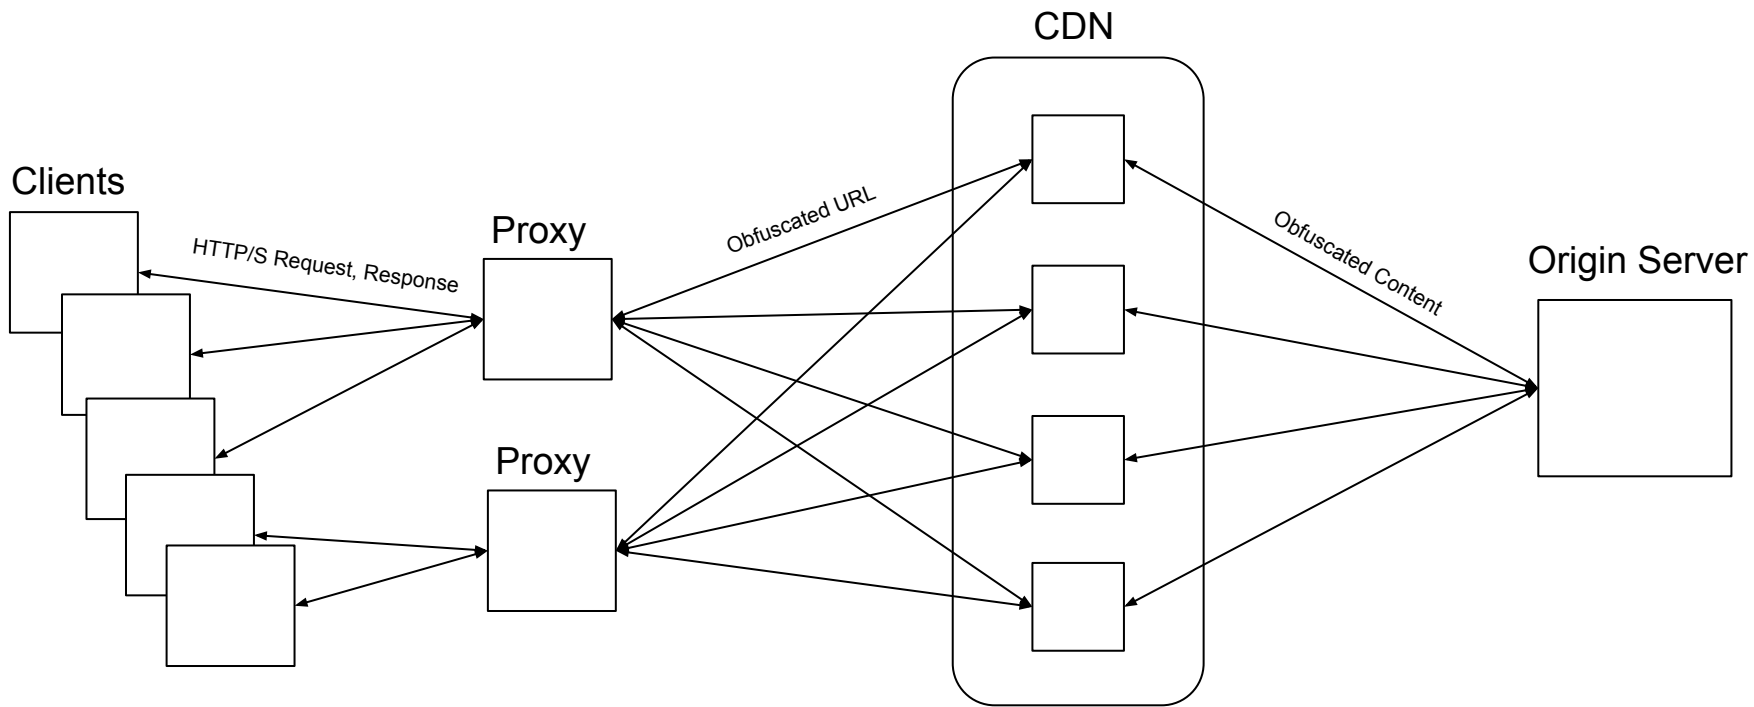 CDN
Clients
HTTP/S Request, Response
Proxy
Obfuscated URL
Obfuscated Content
Origin Server
Proxy